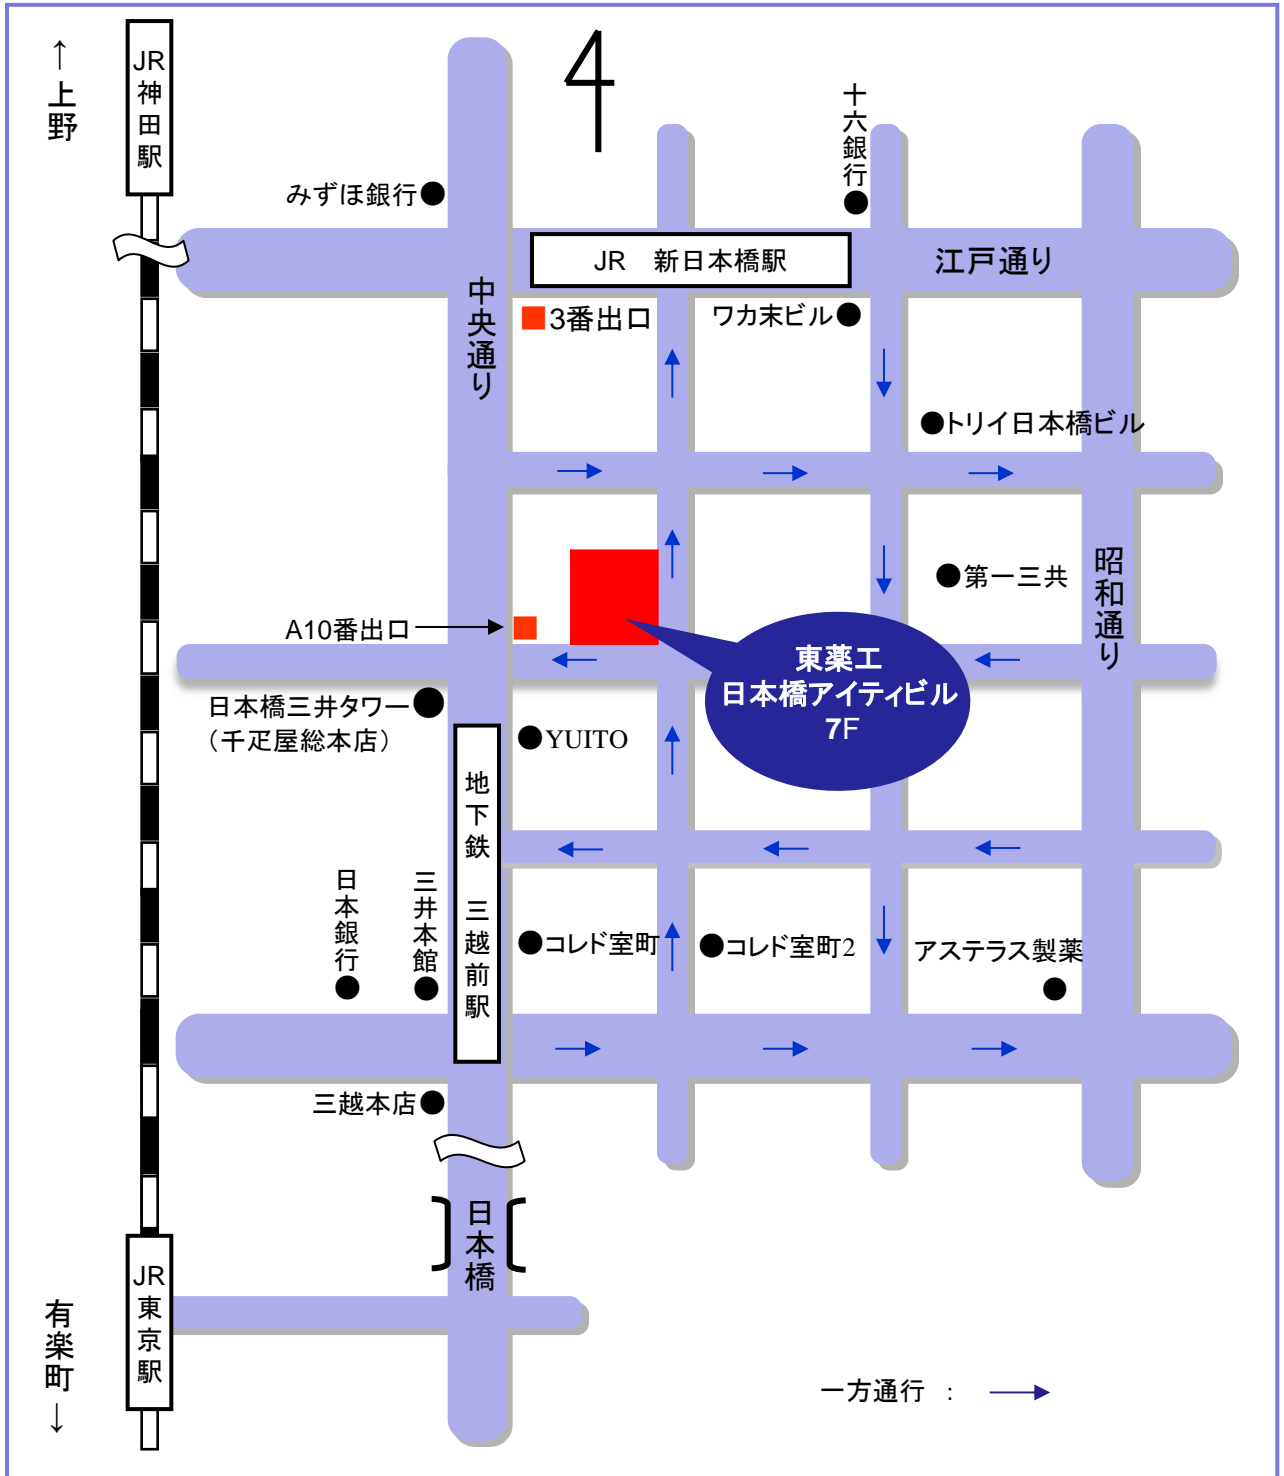 ↑上野
JR神田駅
4
十六銀行
みずほ銀行
JR 新日本橋駅
江戸通り
中央通り
3番出口
ワカ末ビル
トリイ日本橋ビル
昭和通り
第一三共
A10番出口
東薬工
日本橋アイティビル
7F
日本橋三井タワー
（千疋屋総本店）
YUITO
地下鉄 三越前駅
日本銀行
三井本館
コレド室町
コレド室町2
アステラス製薬
三越本店
日本橋
JR東京駅
有楽町↓
一方通行 : →